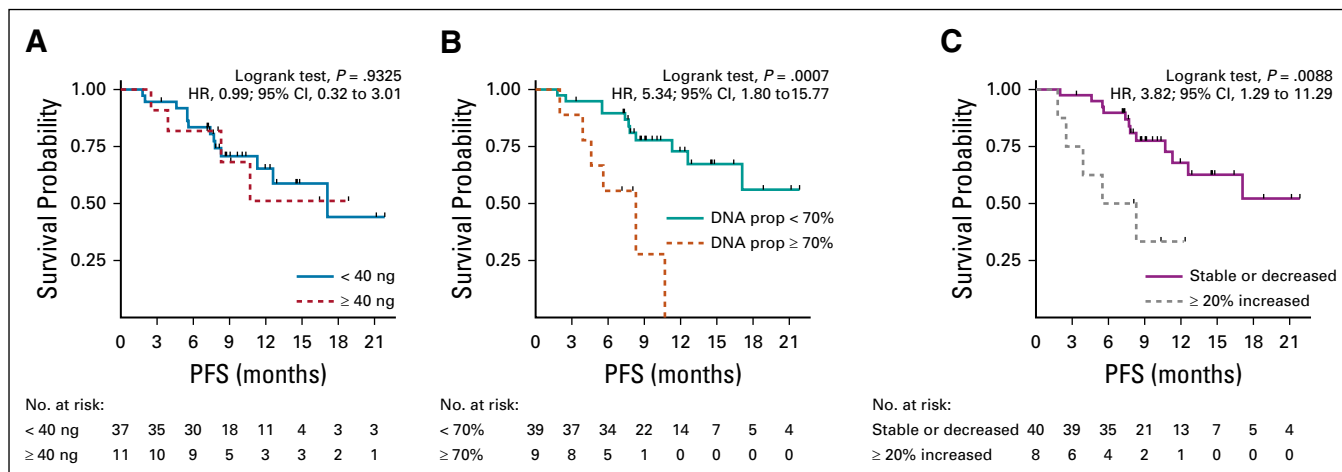 A
Logrank test, P = .9325
HR, 0.99; 95% CI, 0.32 to 3.01
Survival Probability
1.00
0.75
0.50
0.25
< 40 ng
≥ 40 ng
0 3 6 9 12 15 18 21
PFS (months)
No. at risk:
< 40 ng 37 35 30 18 11 4 3 3
≥ 40 ng 11 10 9 5 3 3 2 1
B
Logrank test, P = .0007
HR, 5.34; 95% CI, 1.80 to15.77
Survival Probability
1.00
0.75
0.50
0.25
DNA prop < 70%
DNA prop ≥ 70%
0 3 6 9 12 15 18 21
PFS (months)
No. at risk:
< 70% 39 37 34 22 14 7 5 4
≥ 70% 9 8 5 1 0 0 0 0
C
Logrank test, P = .0088
HR, 3.82; 95% CI, 1.29 to 11.29
Survival Probability
1.00
0.75
0.50
0.25
Stable or decreased
≥ 20% increased
0 3 6 9 12 15 18 21
PFS (months)
No. at risk:
Stable or decreased 40 39 35 21 13 7 5 4
≥ 20% increased 8 6 4 2 1 0 0 0